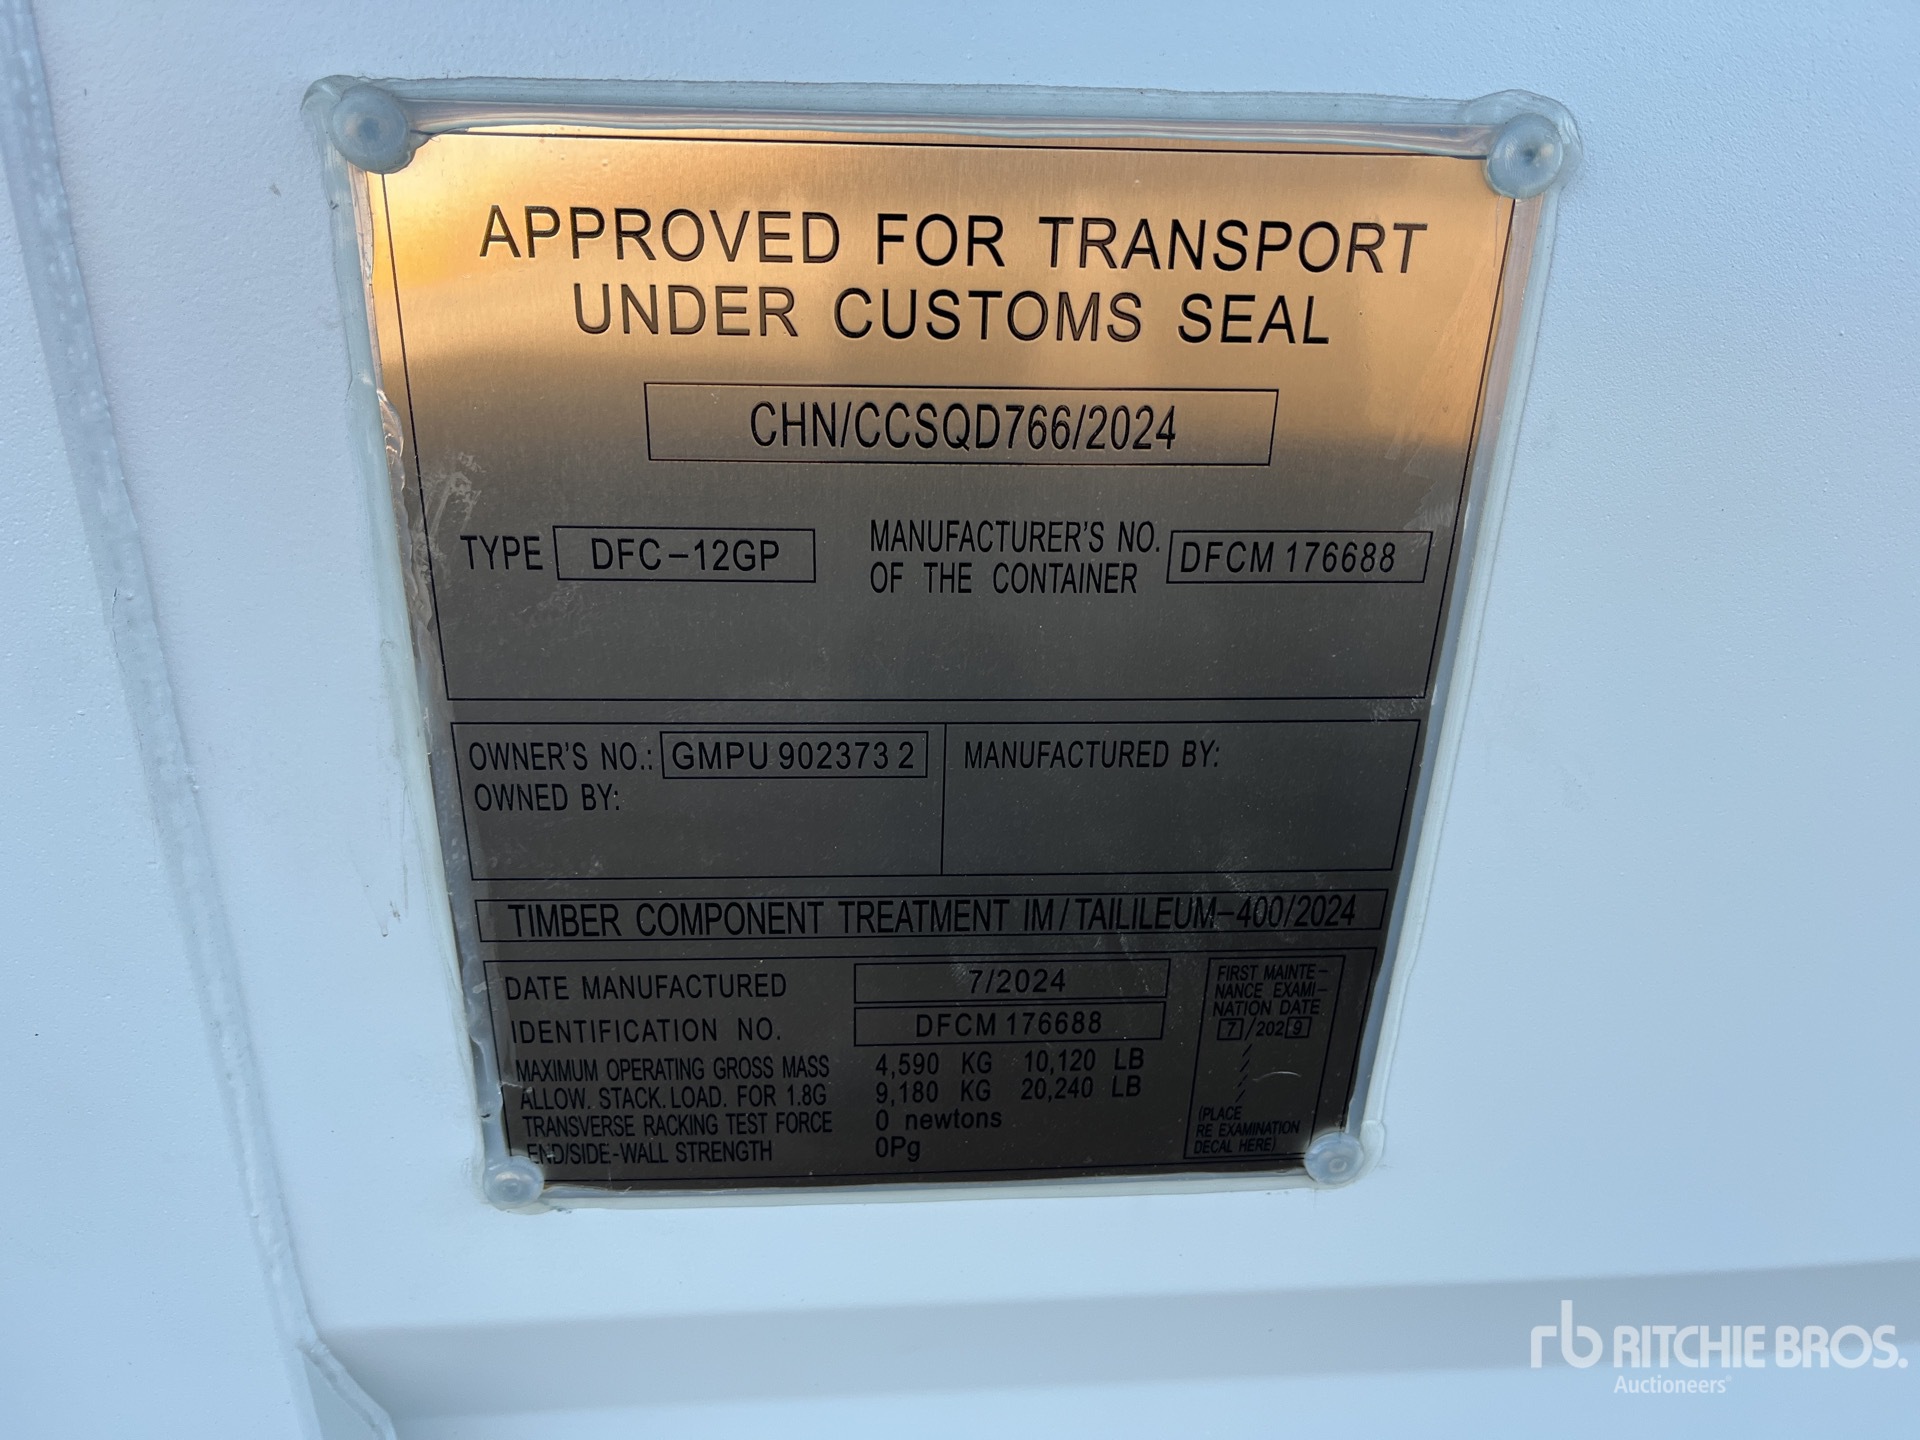 APPROVED FOR TRANSPORT
UNDER CUSTOMS SEAL
CHN/CCSQD766/2024
TYPE DFC-12GP
MANUFACTURER'S NO.
OF THE CONTAINER
DFCM 176688
OWNER'S NO.: GMPU 902373 2
OWNED BY:
MANUFACTURED BY:
TIMBER COMPONENT TREATMENT IM/TAILILEUM-400/2024
DATE MANUFACTURED 7/2024
IDENTIFICATION NO. DFCM 176688
MAXIMUM OPERATING GROSS MASS 4,590 KG 10,120 LB
ALLOW. STACK. LOAD. FOR 1.8G 9,180 KG 20,240 LB
TRANSVERSE RACKING TEST FORCE 0 newtons
END/SIDE-WALL STRENGTH 0Pg
FIRST MAINTE-
NANCE EXAMI-
NATION DATE
7/2029
/
/
/
(PLACE
RE EXAMINATION
DECAL HERE)
rb RITCHIE BROS.
Auctioneers